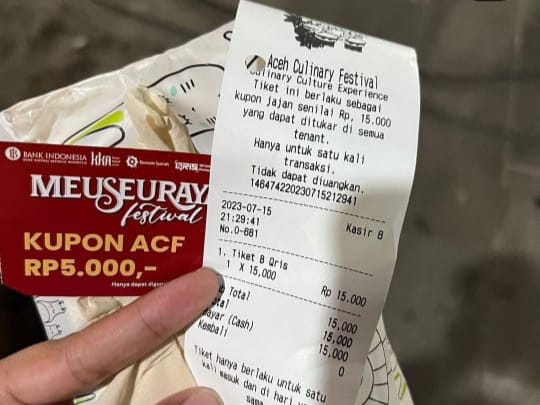 BANK INDONESIA
MEUSEURAYA
festival
KUPON ACF
RP5.000,-
Aceh Culinary Festival
Culinary Culture Experience
Tiket ini berlaku sebagai
kupon jajan senilai Rp, 15.000
yang dapat ditukar di semua
tenant.
Hanya untuk satu kali
transaksi.
Tidak dapat diuangkan.
14647422023071521294​1
2023-07-15
21:29:41
Kasir B
No.0-681
1. Tiket B Qris
1 X 15.000
Rp 15.000
Total
15,000
(Cash)
15,000
Kembali
15,000
0
Tiket hanya berlaku untuk satu
kali masuk dan di hari